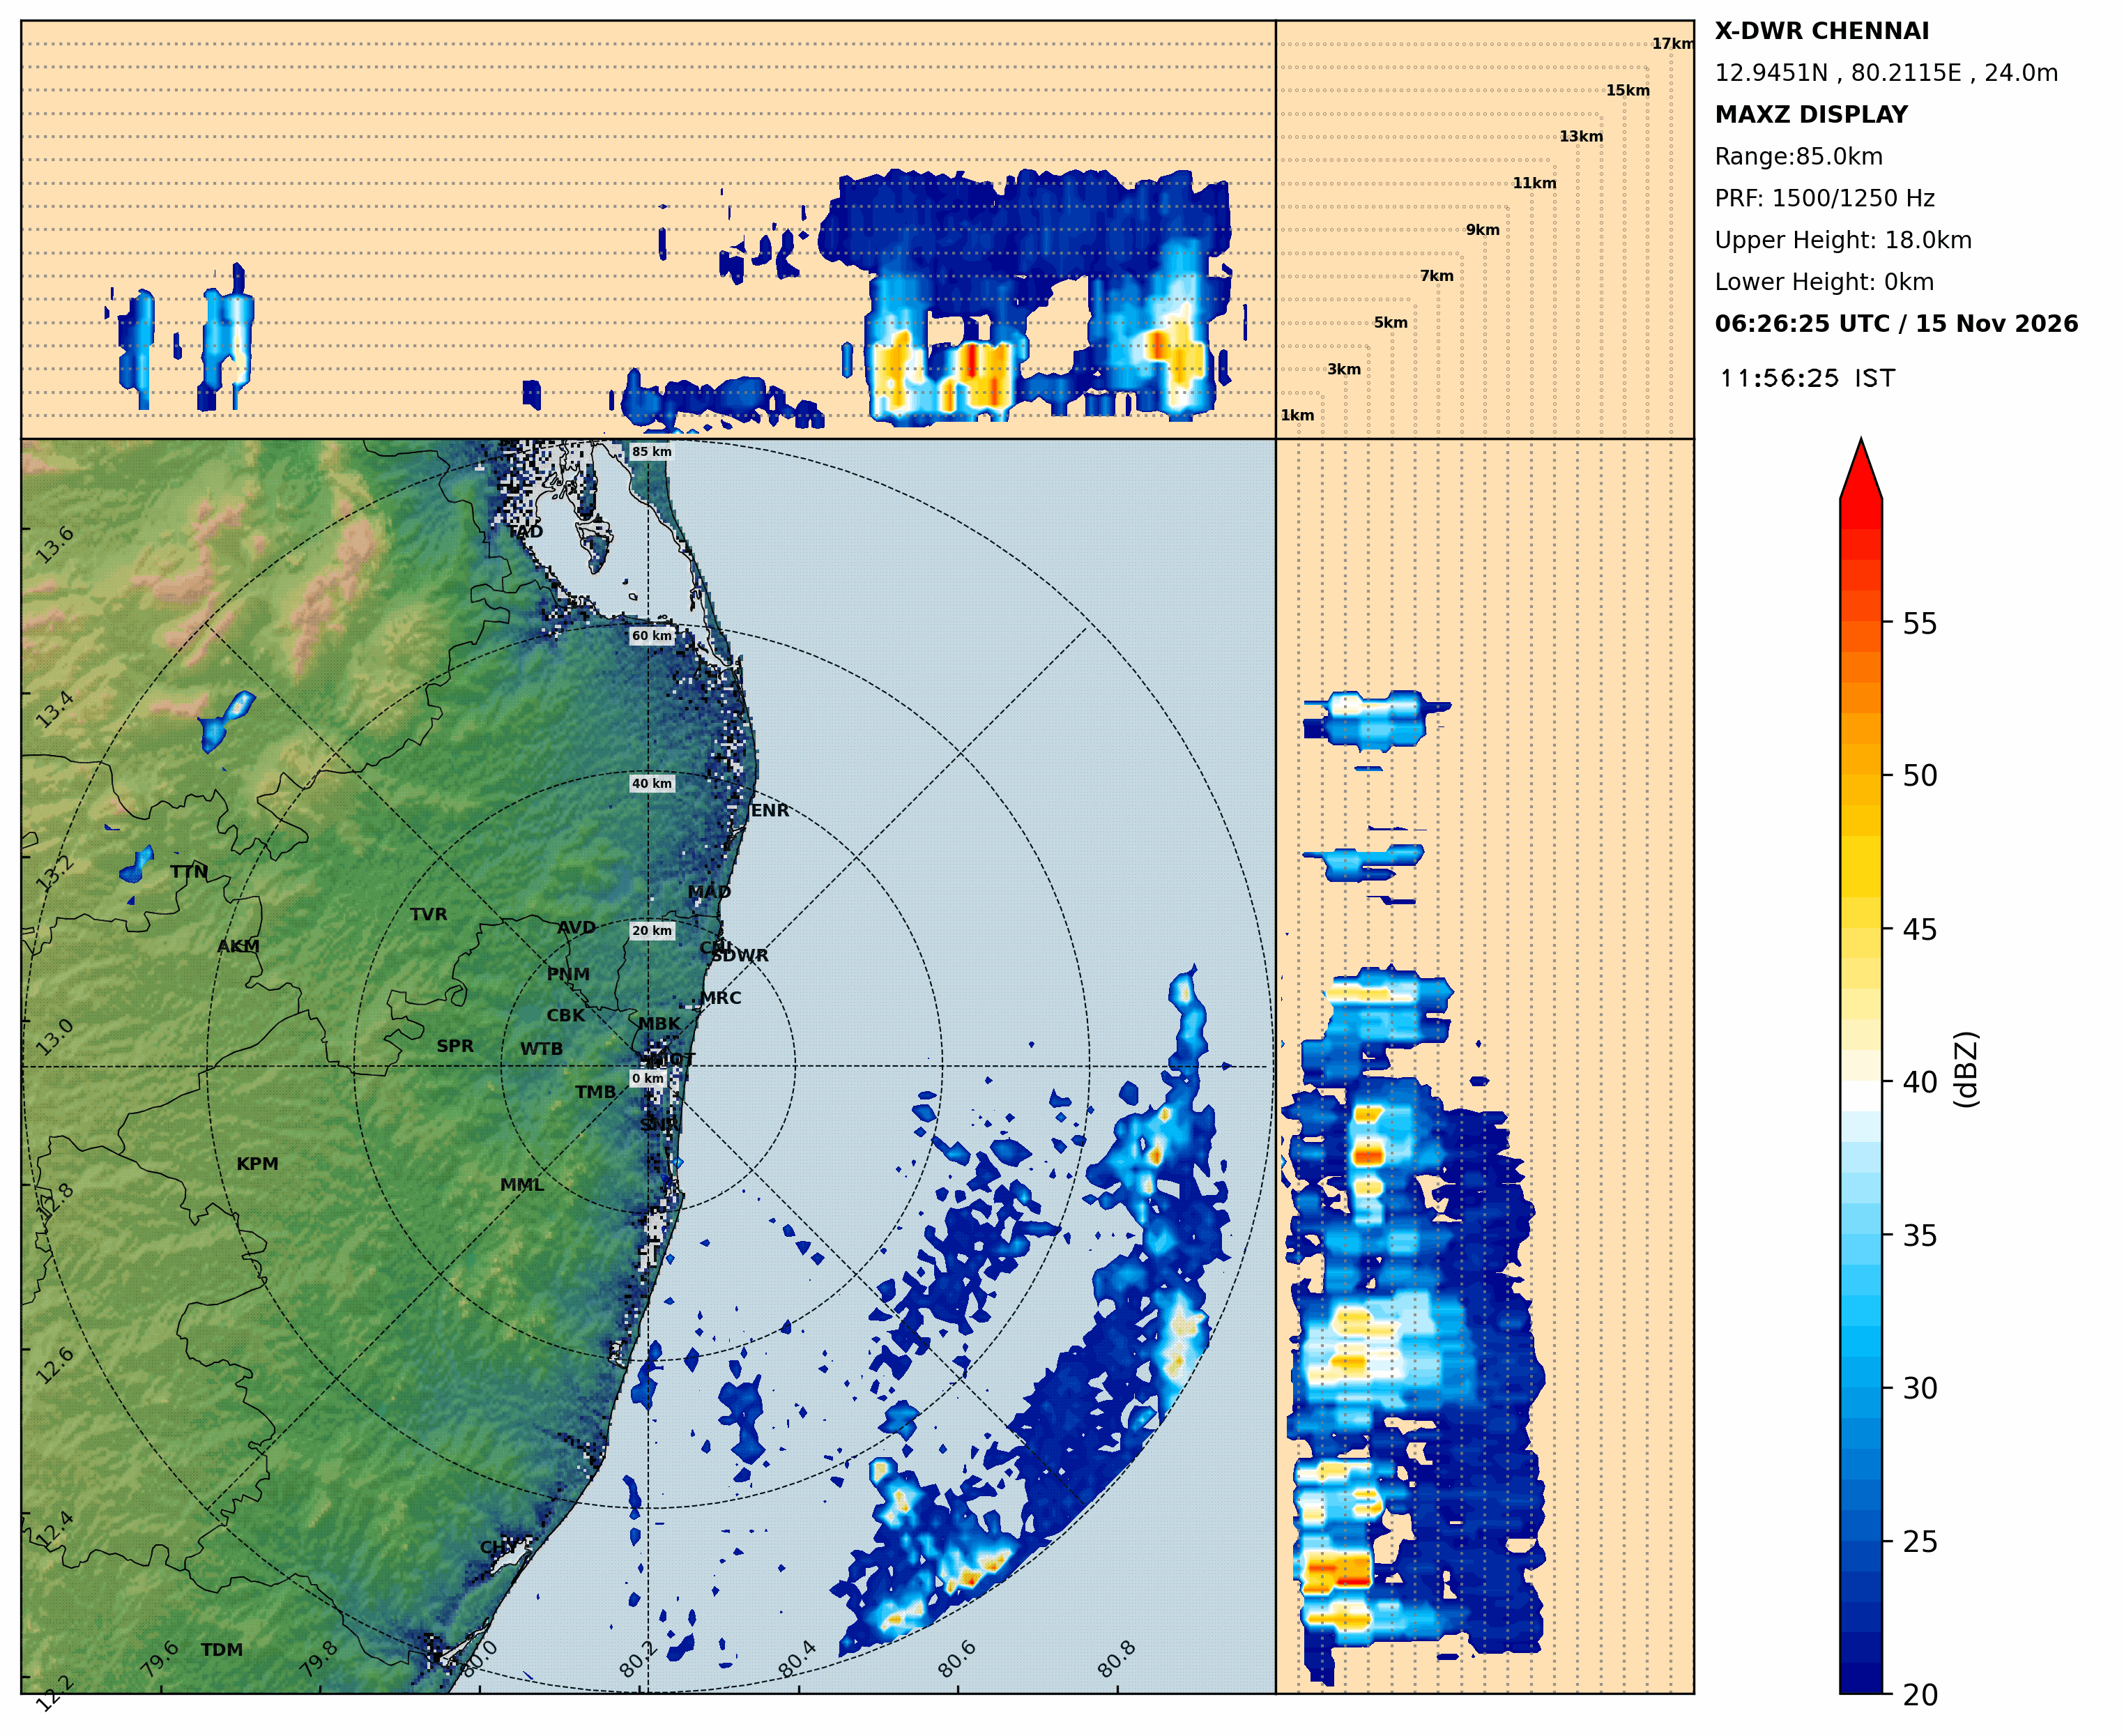 17km
15km
13km
11km
9km
7km
5km
3km
1km
X-DWR CHENNAI
12.9451N , 80.2115E , 24.0m
MAXZ DISPLAY
Range:85.0km
PRF: 1500/1250 Hz
Upper Height: 18.0km
Lower Height: 0km
06:26:25 UTC / 15 Nov 2026
11:56:25 IST
85 km
TAD
13.6
60 km
13.4
40 km
ENR
13.2
TTN
MAD
TVR
AVD
20 km
AKM
SDWR
PNM
MRC
13.0
CBK
MBK
SPR
WTB
0 km
TMB
SNR
KPM
MML
12.8
12.6
12.4
CHY
TDM
12.2
79.6
79.8
80.0
80.2
80.4
80.6
80.8
55
50
45
40
35
30
25
20
(dBZ)